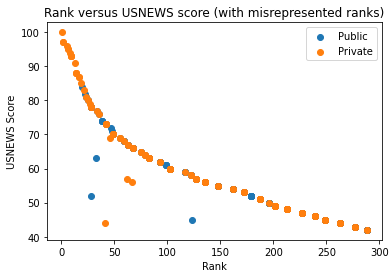 Rank versus USNEWS score (with misrepresented ranks)
Public
Private
100
90
80
70
60
50
40
USNEWS Score
0 50 100 150 200 250 300
Rank